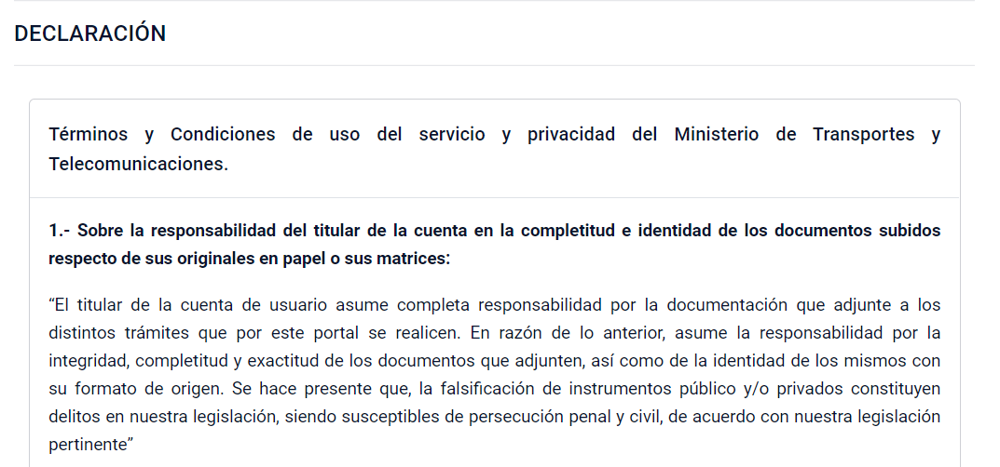 DECLARACIÓN
Términos y Condiciones de uso del servicio y privacidad del Ministerio de Transportes y
Telecomunicaciones.
1.- Sobre la responsabilidad del titular de la cuenta en la completitud e identidad de los documentos subidos
respecto de sus originales en papel o sus matrices:
“El titular de la cuenta de usuario asume completa responsabilidad por la documentación que adjunte a los
distintos trámites que por este portal se realicen. En razón de lo anterior, asume la responsabilidad por la
integridad, completitud y exactitud de los documentos que adjunten, así como de la identidad de los mismos con
su formato de origen. Se hace presente que, la falsificación de instrumentos público y/o privados constituyen
delitos en nuestra legislación, siendo susceptibles de persecución penal y civil, de acuerdo con nuestra legislación
pertinente”